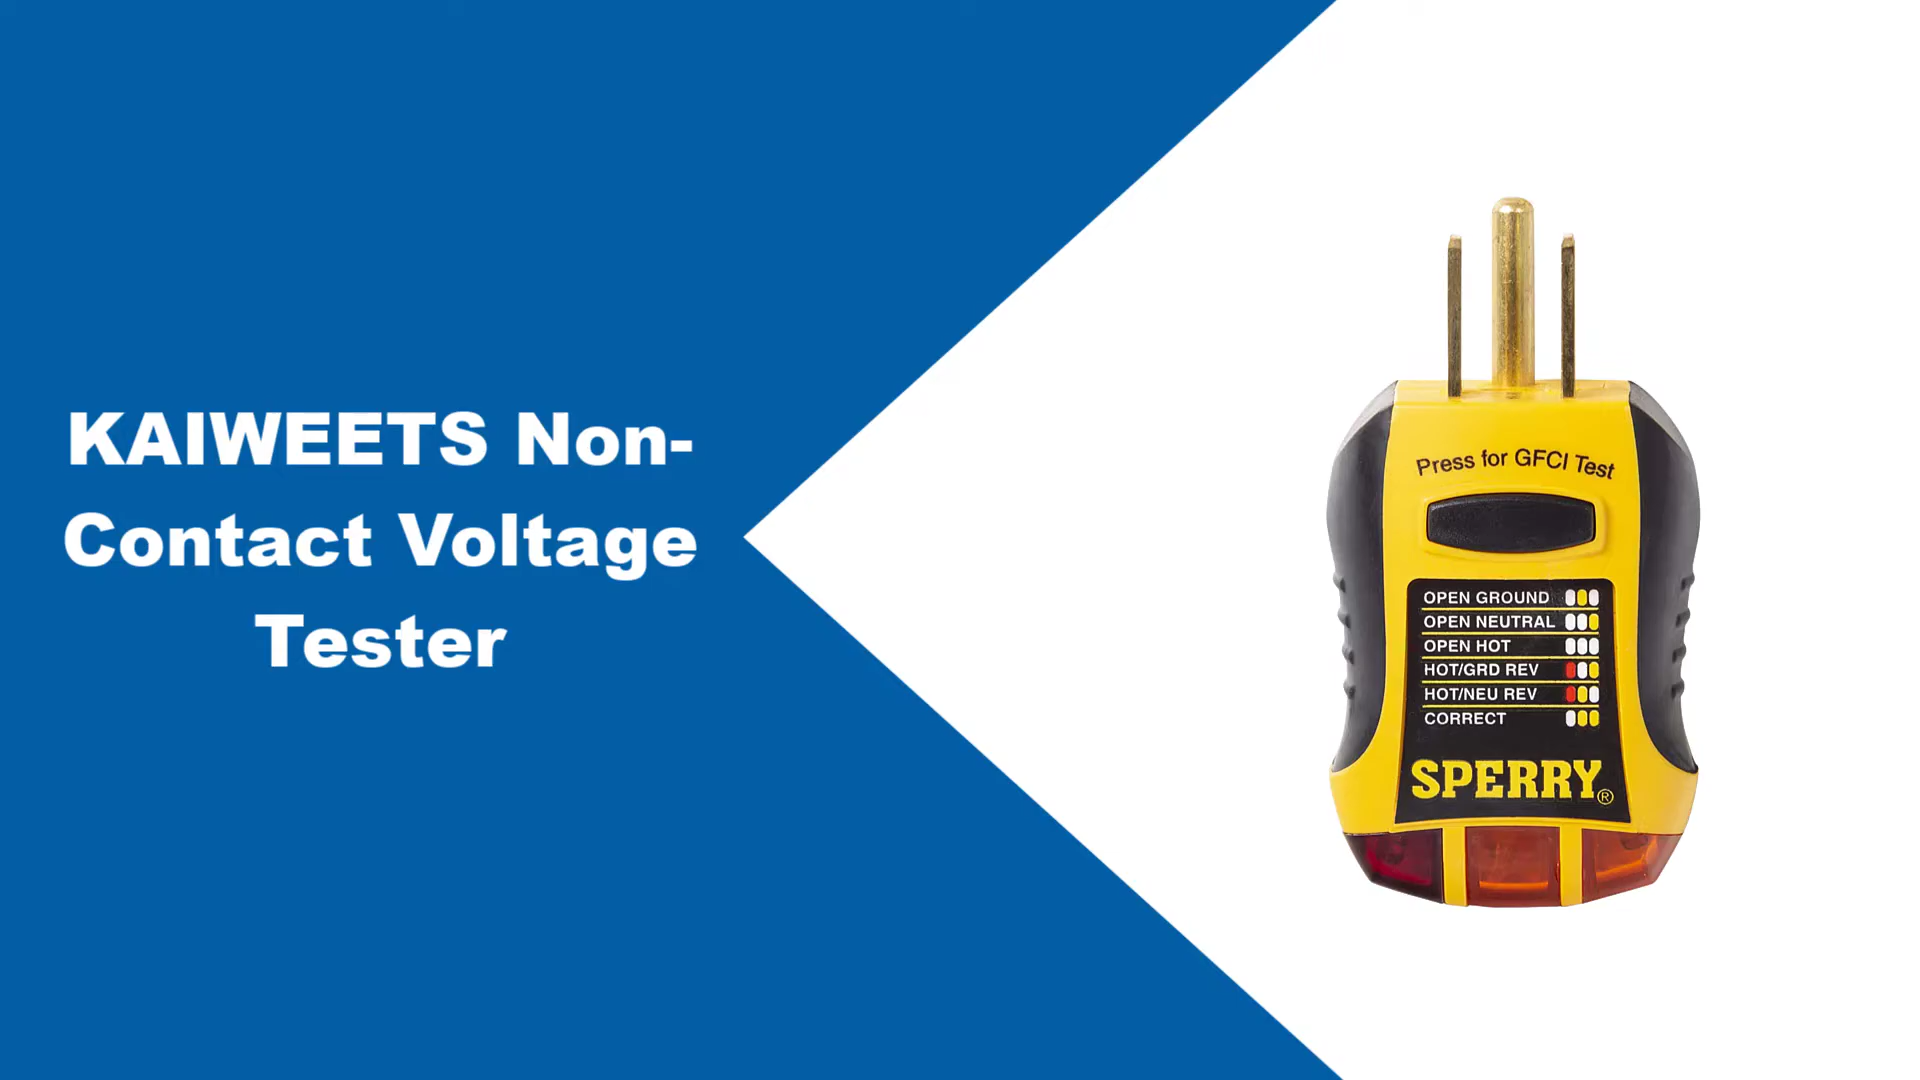 KAIWEETS Non-
Contact Voltage
Tester
Press for GFCI Test
OPEN GROUND
OPEN NEUTRAL
OPEN HOT
HOT/GRD REV
HOT/NEU REV
CORRECT
SPERRY®